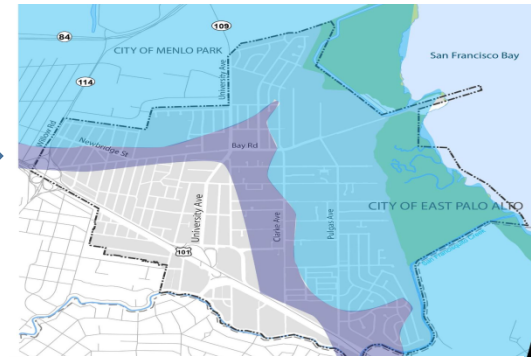 109
84
CITY OF MENLO PARK
University Ave
San Francisco Bay
114
Willow Rd
Newbridge St
Bay Rd
University Ave
Clarke Ave
Pulgas Ave
CITY OF EAST PALO ALTO
101